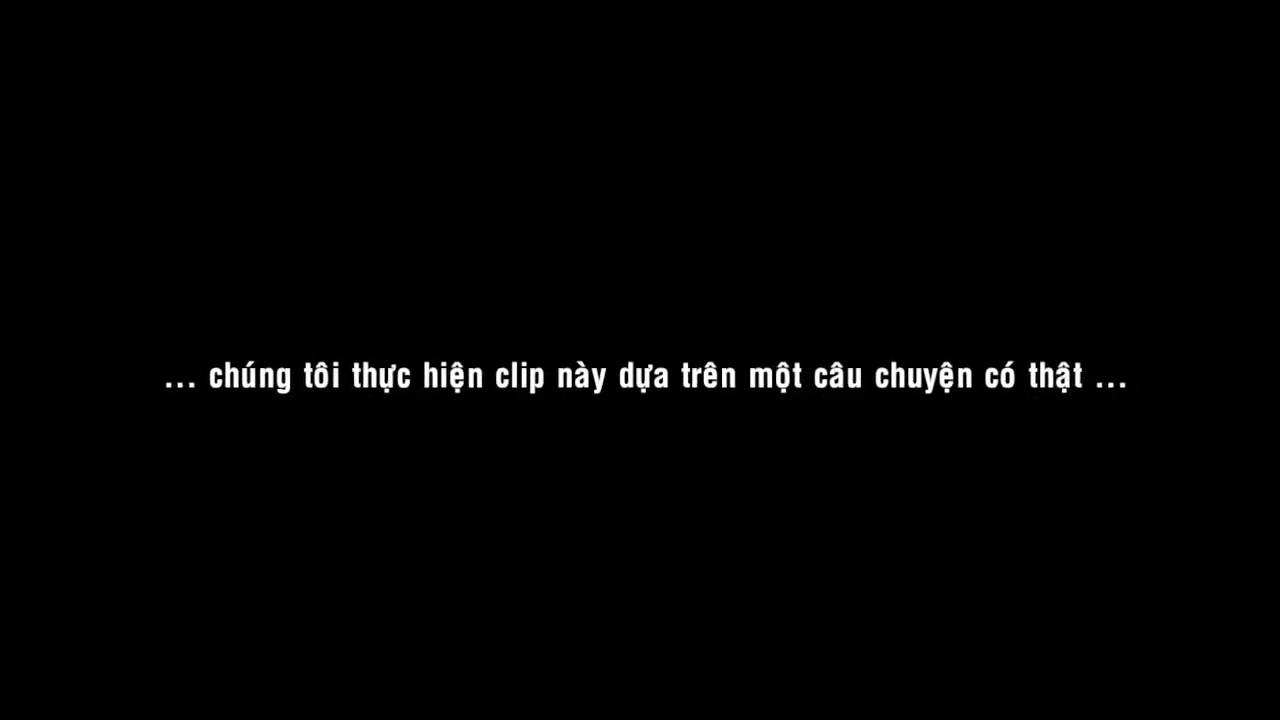 ... chúng tôi thực hiện clip này dựa trên một câu chuyện có thật ...